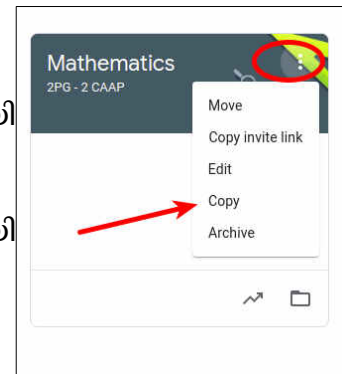 Mathematics
2PG - 2 CAAP
Move
Copy invite link
Edit
Copy
Archive